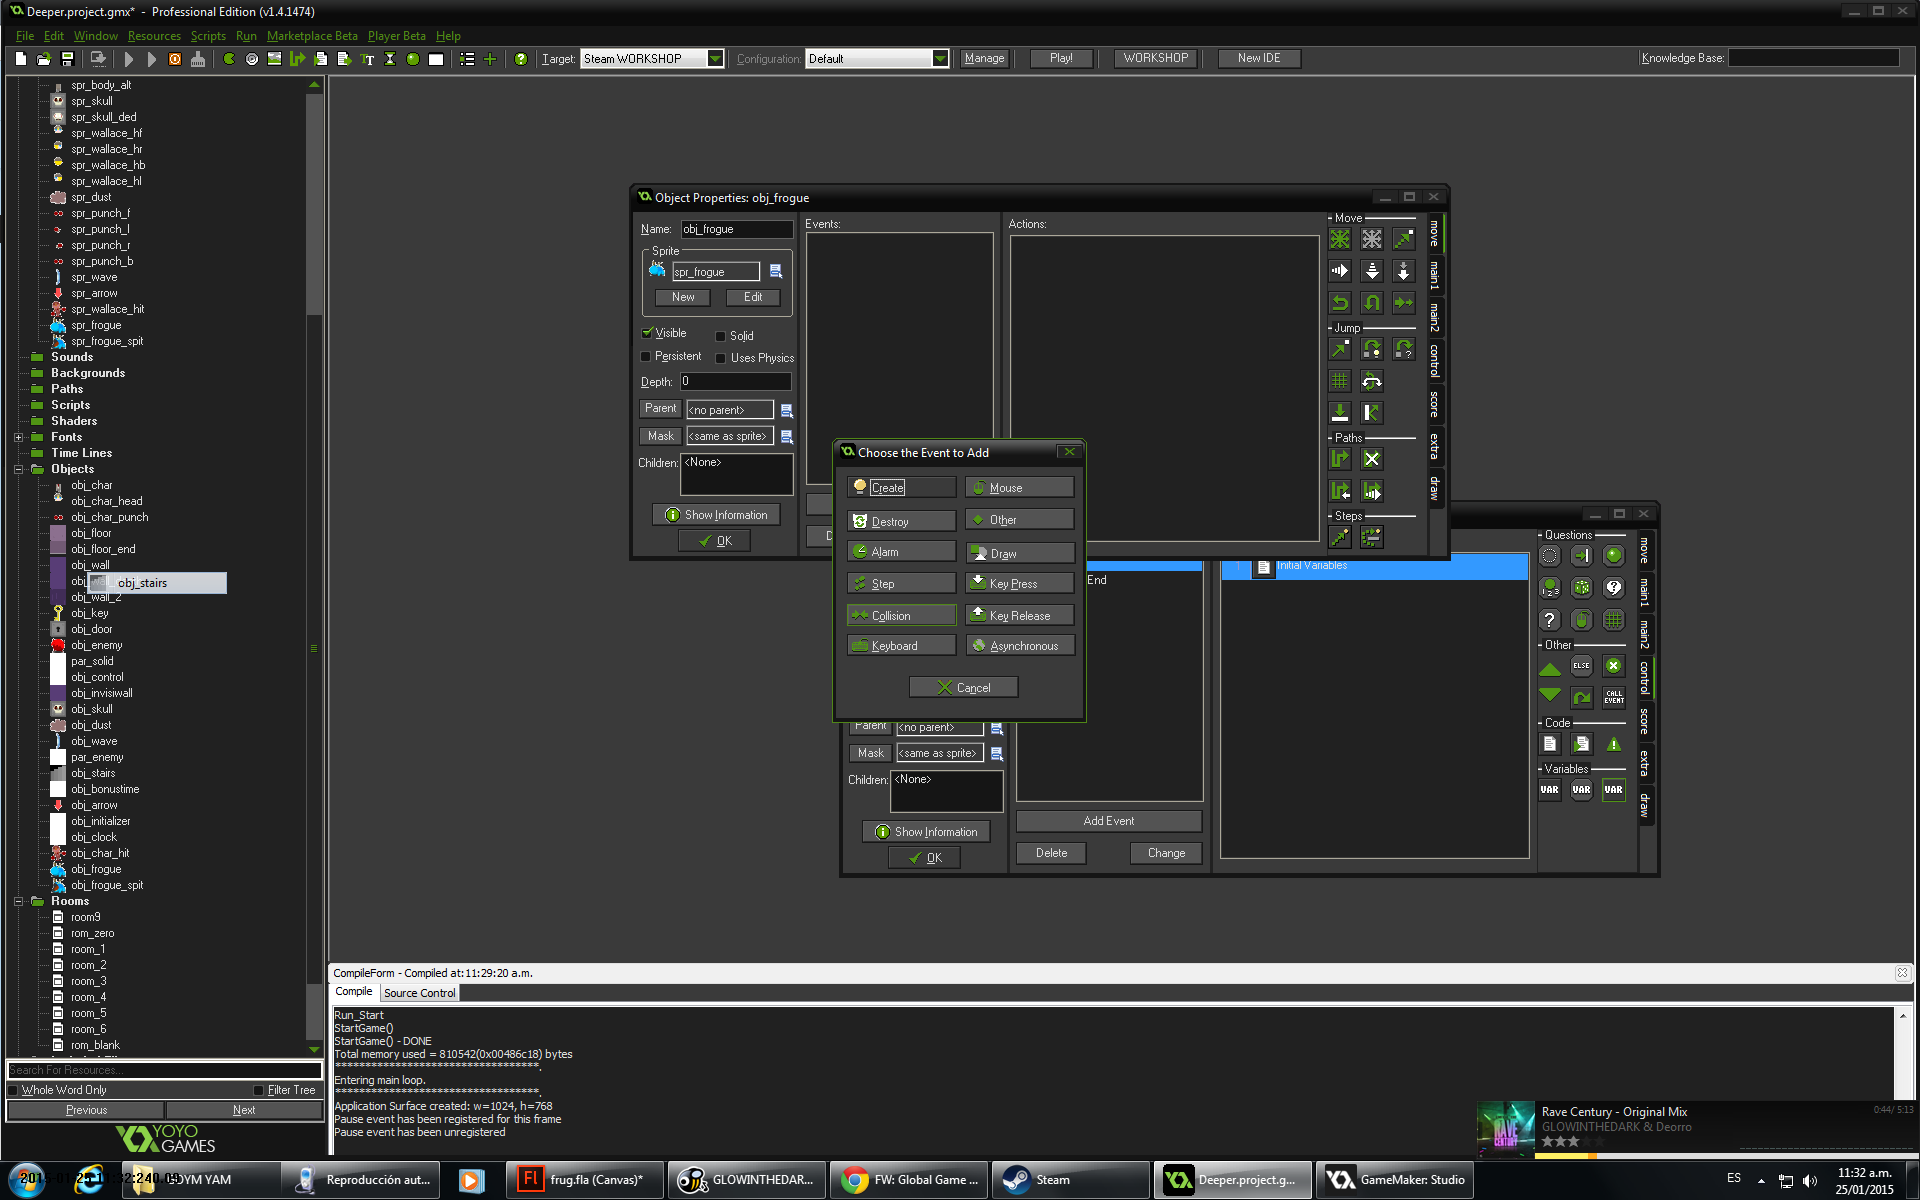 Deeper.project.gmx* - Professional Edition (v1.4.1474)
File Edit Window Resources Scripts Run Marketplace Beta Player Beta Help
Target: Steam WORKSHOP Configuration: Default Manage Play! WORKSHOP New IDE Knowledge Base:
spr_body_alt
spr_skull
spr_skull_ded
spr_wallace_hf
spr_wallace_hr
spr_wallace_hb
spr_wallace_hl
spr_dust
spr_punch_f
spr_punch_l
spr_punch_r
spr_punch_b
spr_wave
spr_arrow
spr_wallace_hit
spr_frogue
spr_frogue_spit
Sounds
Backgrounds
Paths
Scripts
Shaders
Fonts
Time Lines
Objects
obj_char
obj_char_head
obj_char_punch
obj_floor
obj_floor_end
obj_wall
obj_stairs
obj_wall_2
obj_key
obj_door
obj_enemy
par_solid
obj_control
obj_invisiwall
obj_skull
obj_dust
obj_wave
par_enemy
obj_stairs
obj_bonustime
obj_arrow
obj_initializer
obj_clock
obj_char_hit
obj_frogue
obj_frogue_spit
Rooms
room9
rom_zero
room_1
room_2
room_3
room_4
room_5
room_6
rom_blank
Search For Resources...
Whole Word Only Filter Tree
Previous Next
YOYO
GAMES
Object Properties: obj_frogue
Name: obj_frogue
Sprite
spr_frogue
New Edit
Visible Solid
Persistent Uses Physics
Depth: 0
Parent <no parent>
Mask <same as sprite>
Children: <None>
Show Information
OK
Events:
Actions:
Move
Jump
Paths
Steps
move
main1
main2
control
score
extra
draw
Choose the Event to Add
Create Mouse
Destroy Other
Alarm Draw
Step Key Press
Collision Key Release
Keyboard Asynchronous
Cancel
End
Initial Variables
Parent <no parent>
Mask <same as sprite>
Children: <None>
Show Information
OK
Add Event
Delete Change
Questions
Other
ELSE
CALL EVENT
Code
Variables
VAR VAR VAR
move
main1
main2
control
score
extra
draw
CompileForm - Compiled at: 11:29:20 a.m.
Compile Source Control
Run_Start
StartGame()
StartGame() - DONE
Total memory used = 810542(0x00486c18) bytes
**********************************.
Entering main loop.
**********************************.
Application Surface created: w=1024, h=768
Pause event has been registered for this frame
Pause event has been unregistered
Rave Century - Original Mix 0:44/ 5:13
GLOWINTHEDARK & Deorro
RAVE CENTURY
YAM
Reproducción aut...
Fl frug.fla (Canvas)*
GLOWINTHEDAR...
FW: Global Game ...
Steam
Deeper.project.g...
GameMaker: Studio
ES
11:32 a.m.
25/01/2015